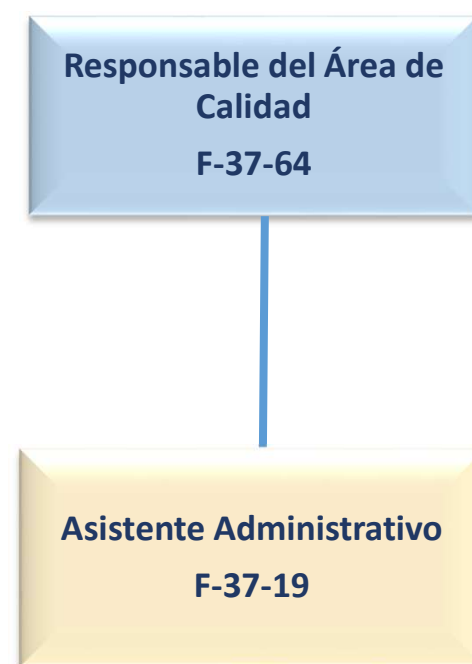 Responsable del Área de
Calidad
F-37-64
Asistente Administrativo
F-37-19